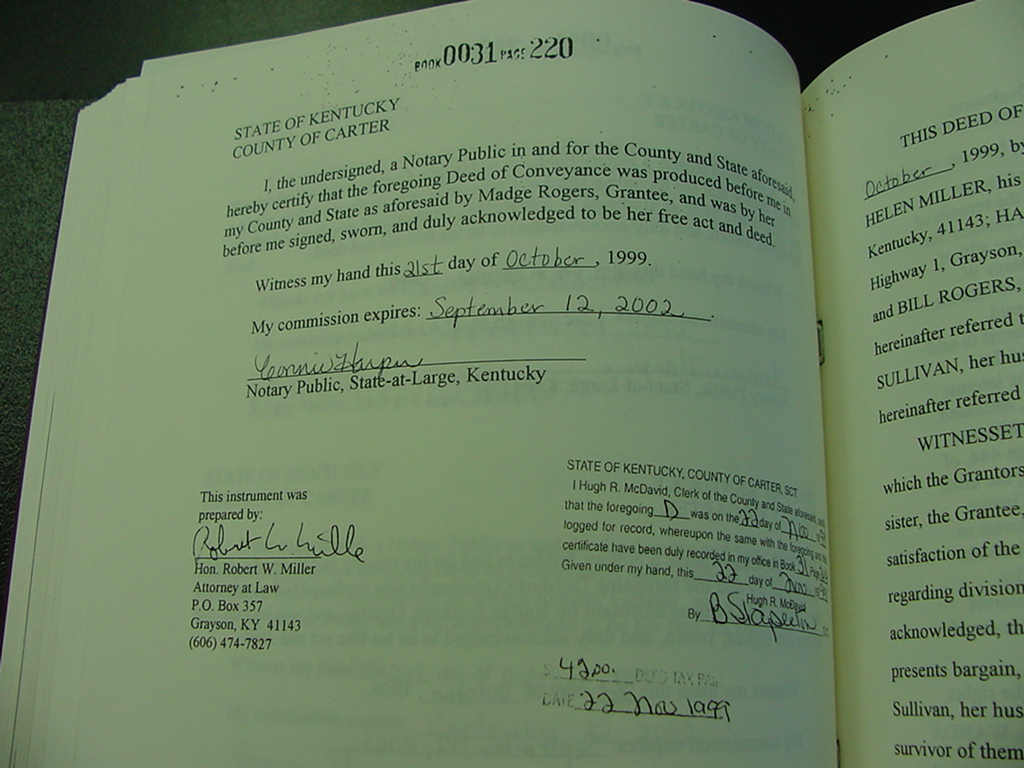 BOOK 0031 PAGE 220
STATE OF KENTUCKY
COUNTY OF CARTER
I, the undersigned, a Notary Public in and for the County and State aforesaid,
hereby certify that the foregoing Deed of Conveyance was produced before me in
my County and State as aforesaid by Madge Rogers, Grantee, and was by her
before me signed, sworn, and duly acknowledged to be her free act and deed.
Witness my hand this 21st day of October, 1999.
My commission expires: September 12, 2002.
Connie Harper
Notary Public, State-at-Large, Kentucky
This instrument was
prepared by:
Robert W. Miller
Hon. Robert W. Miller
Attorney at Law
P.O. Box 357
Grayson, KY 41143
(606) 474-7827
STATE OF KENTUCKY, COUNTY OF CARTER, SCT
I Hugh R. McDavid, Clerk of the County and State aforesaid,
that the foregoing D was on the 22 day of Nov
logged for record, whereupon the same with the foregoing
certificate have been duly recorded in my office in Book 31 Page
Given under my hand, this 22 day of Nov
Hugh R. McDavid
By B Stapleton
$ 42.00 DEED TAX PAID
DATE 22 Nov 1999
THIS DEED OF
October, 1999, by
HELEN MILLER, his
Kentucky, 41143; HA
Highway 1, Grayson,
and BILL ROGERS,
hereinafter referred t
SULLIVAN, her hus
hereinafter referred
WITNESSET
which the Grantors
sister, the Grantee,
satisfaction of the
regarding division
acknowledged, th
presents bargain,
Sullivan, her hus
survivor of them